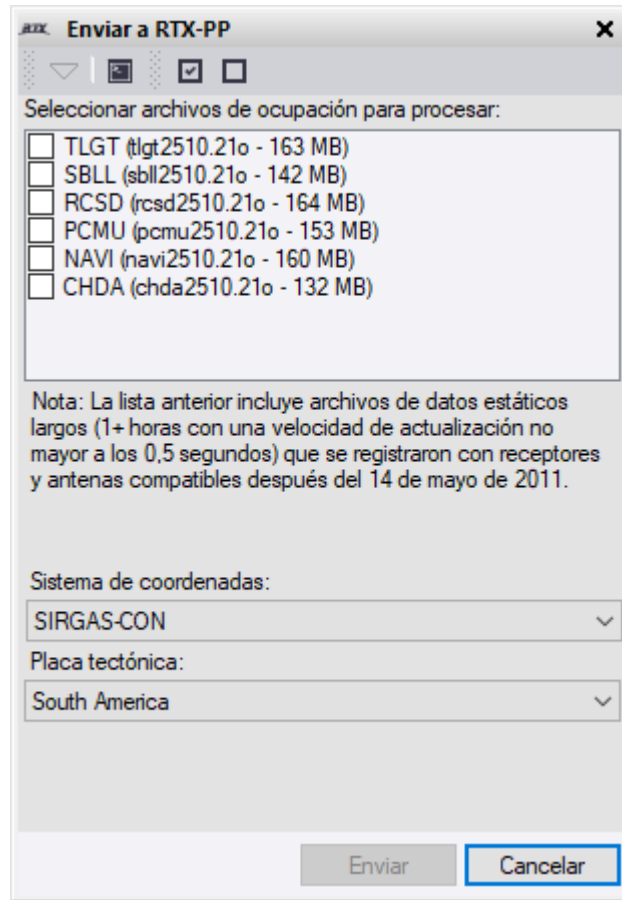 RTX Enviar a RTX-PP
Seleccionar archivos de ocupación para procesar:
TLGT (tlgt2510.21o - 163 MB)
SBLL (sbll2510.21o - 142 MB)
RCSD (rcsd2510.21o - 164 MB)
PCMU (pcmu2510.21o - 153 MB)
NAVI (navi2510.21o - 160 MB)
CHDA (chda2510.21o - 132 MB)
Nota: La lista anterior incluye archivos de datos estáticos
largos (1+ horas con una velocidad de actualización no
mayor a los 0,5 segundos) que se registraron con receptores
y antenas compatibles después del 14 de mayo de 2011.
Sistema de coordenadas:
SIRGAS-CON
Placa tectónica:
South America
Enviar
Cancelar